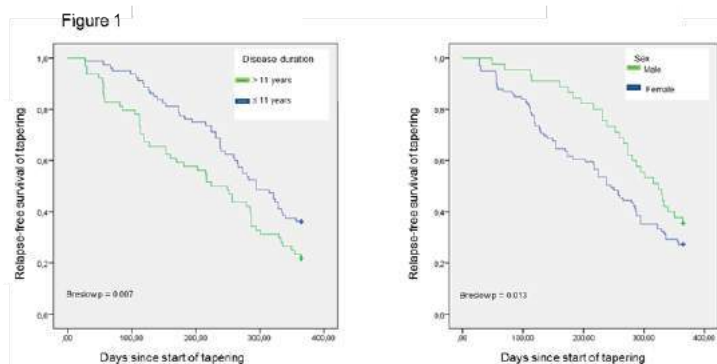 Figure 1
Relapse-free survival of tapering
1,0
0,8
0,6
0,4
0,2
0,0
Disease duration
> 11 years
≤ 11 years
Breslow p = 0.007
,00
100,00
200,00
300,00
400,00
Days since start of tapering
Relapse-free survival of tapering
1,0
0,8
0,6
0,4
0,2
0,0
Sex
Male
Female
Breslow p = 0.013
,00
100,00
200,00
300,00
400,00
Days since start of tapering